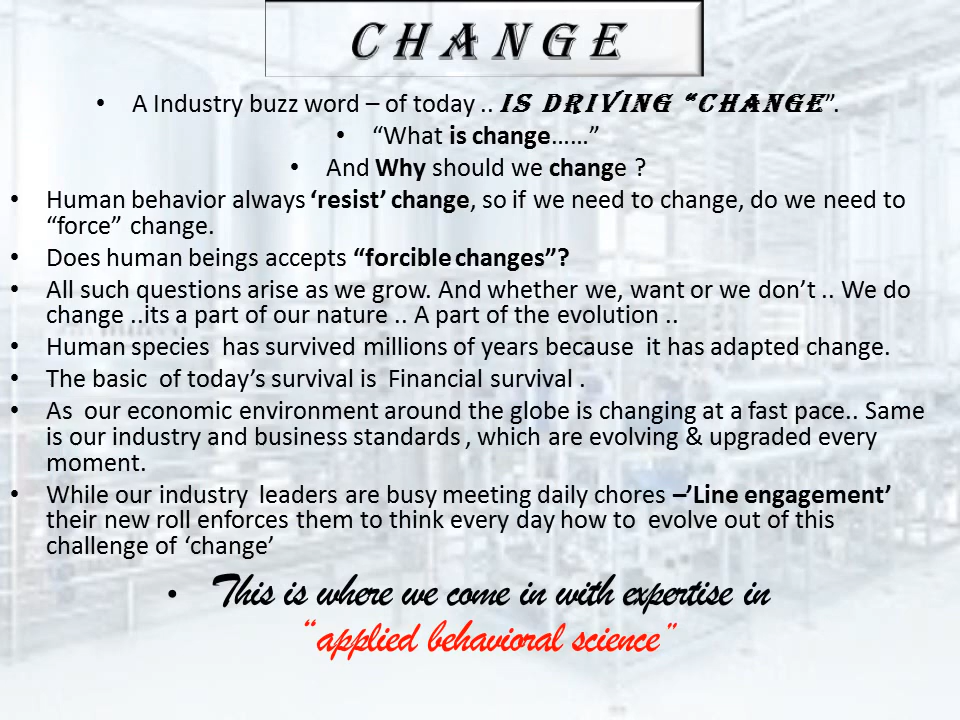 CHANGE
• A Industry buzz word – of today .. IS DRIVING “CHANGE”.
• “What is change……”
• And Why should we change ?
• Human behavior always ‘resist’ change, so if we need to change, do we need to
“force” change.
• Does human beings accepts “forcible changes”?
• All such questions arise as we grow. And whether we, want or we don’t .. We do
change ..its a part of our nature .. A part of the evolution ..
• Human species has survived millions of years because it has adapted change.
• The basic of today’s survival is Financial survival .
• As our economic environment around the globe is changing at a fast pace.. Same
is our industry and business standards , which are evolving & upgraded every
moment.
• While our industry leaders are busy meeting daily chores –’Line engagement’
their new roll enforces them to think every day how to evolve out of this
challenge of ‘change’
• This is where we come in with expertise in
“applied behavioral science”